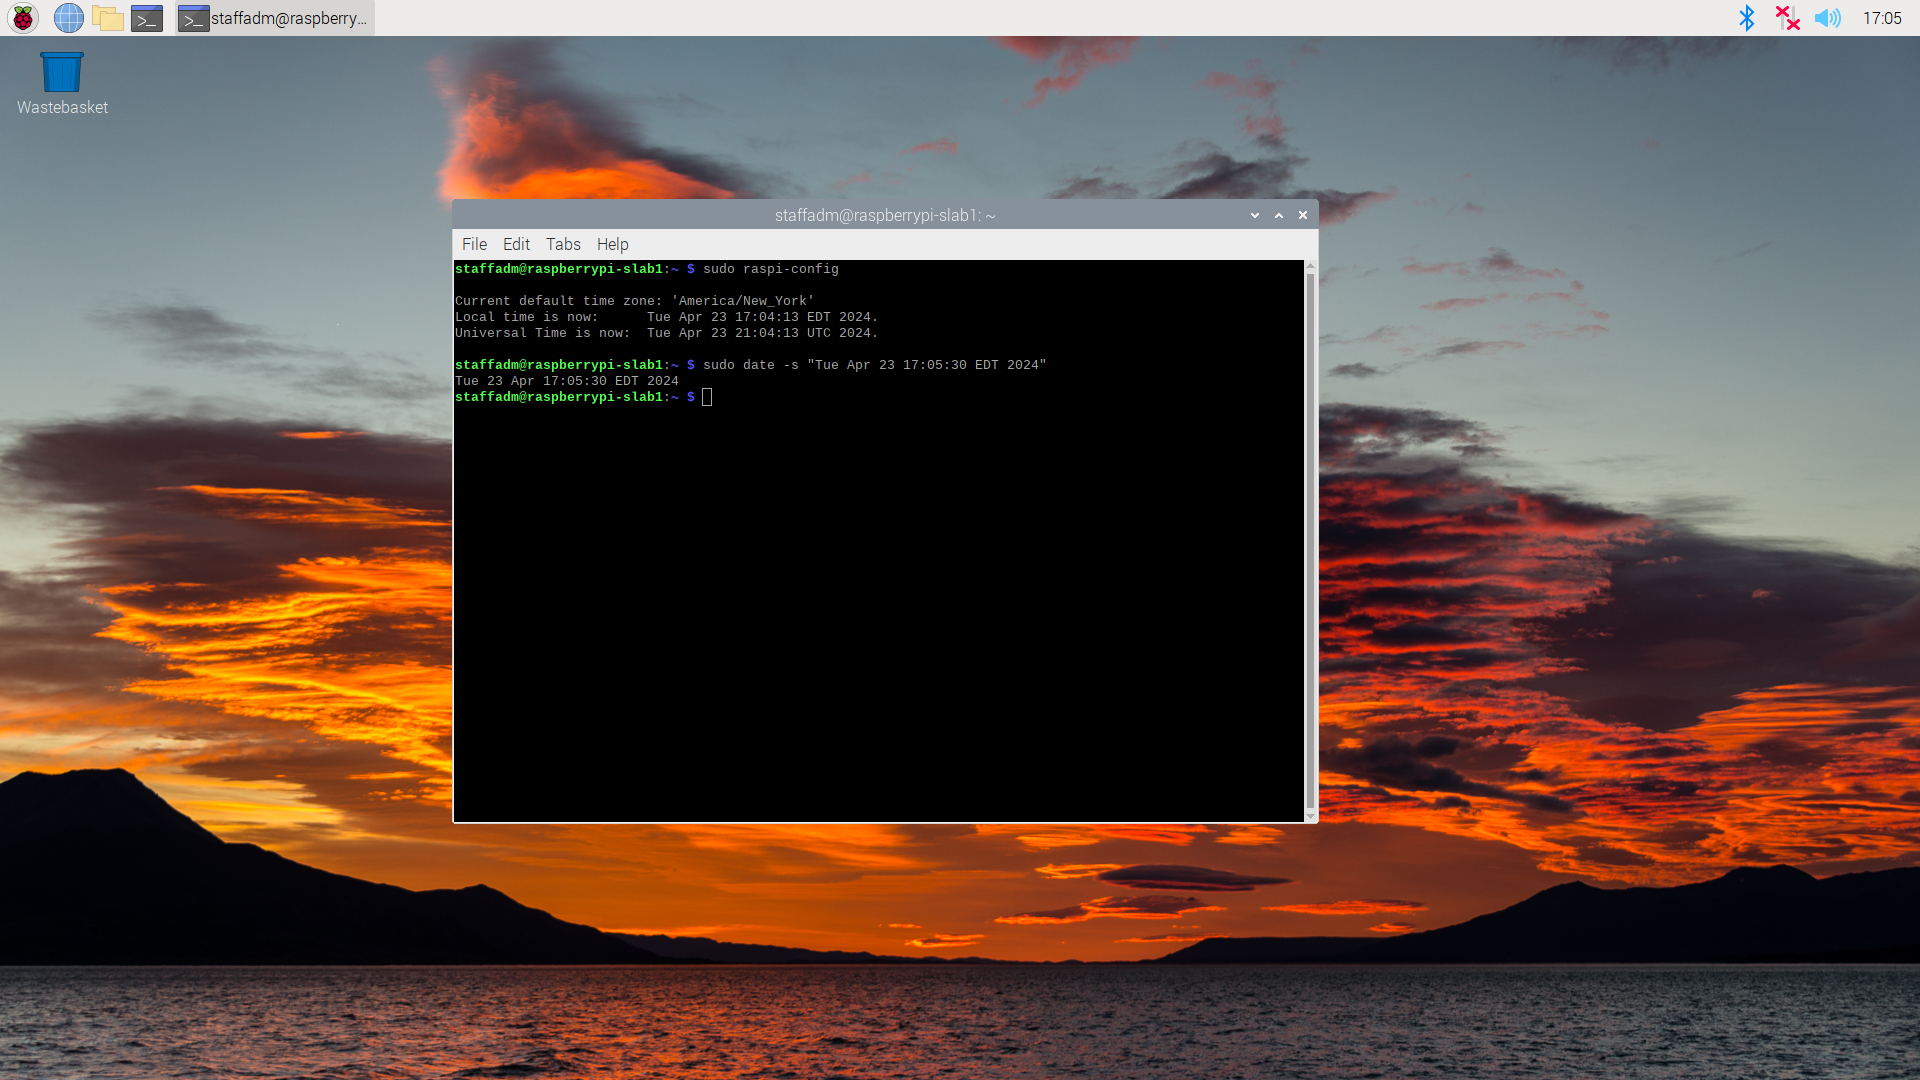 staffadm@raspberry...
17:05
Wastebasket
staffadm@raspberrypi-slab1: ~
File Edit Tabs Help
staffadm@raspberrypi-slab1:~ $ sudo raspi-config
Current default time zone: 'America/New_York'
Local time is now:      Tue Apr 23 17:04:13 EDT 2024.
Universal Time is now:  Tue Apr 23 21:04:13 UTC 2024.
staffadm@raspberrypi-slab1:~ $ sudo date -s "Tue Apr 23 17:05:30 EDT 2024"
Tue 23 Apr 17:05:30 EDT 2024
staffadm@raspberrypi-slab1:~ $